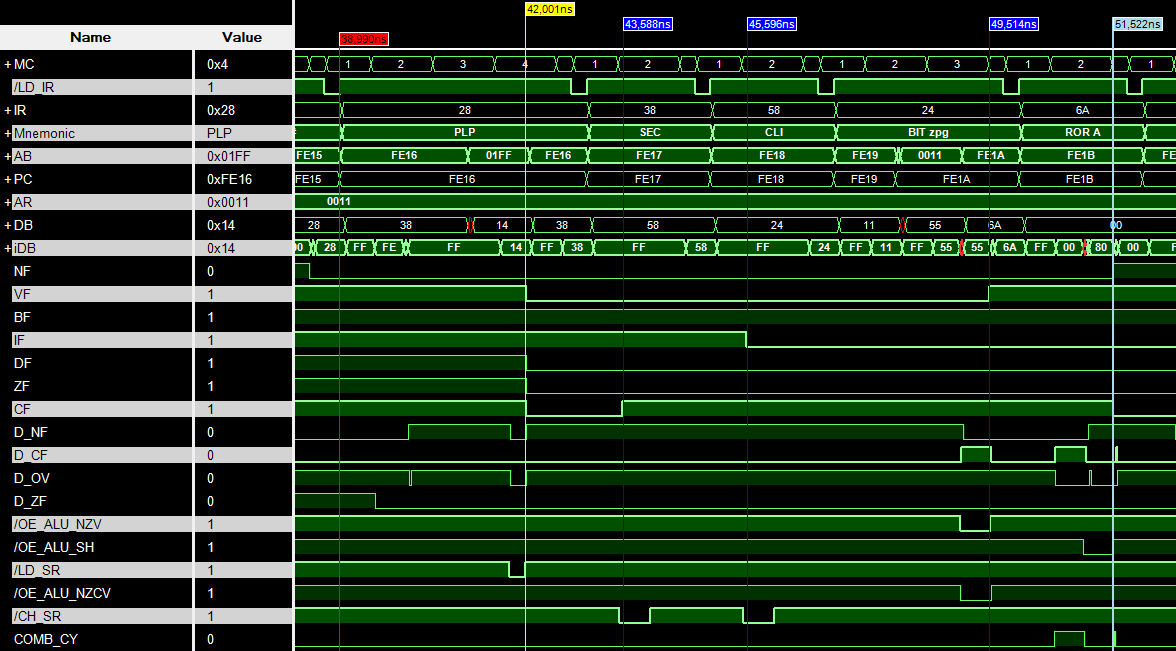 42,001ns
43,588ns 45,596ns 49,514ns 51,522ns
Name Value 38,990ns
+MC 0x4 1 2 3 4 1 2 1 2 1 2 3 1 2 1
/LD_IR 1
+IR 0x28 28 38 58 24 6A
+Mnemonic PLP PLP SEC CLI BIT zpg ROR A
+AB 0x01FF FE15 FE16 01FF FE16 FE17 FE18 FE19 0011 FE1A FE1B FE
+PC 0xFE16 FE15 FE16 FE17 FE18 FE19 FE1A FE1B
+AR 0x0011 0011
+DB 0x14 28 38 14 38 58 24 11 55 6A 00
+iDB 0x14 00 28 FF FE FF 14 FF 38 FF 58 FF 24 FF 11 FF 55 55 6A FF 00 80 00 F
NF 0
VF 1
BF 1
IF 1
DF 1
ZF 1
CF 1
D_NF 0
D_CF 0
D_OV 0
D_ZF 0
/OE_ALU_NZV 1
/OE_ALU_SH 1
/LD_SR 1
/OE_ALU_NZCV 1
/CH_SR 1
COMB_CY 0